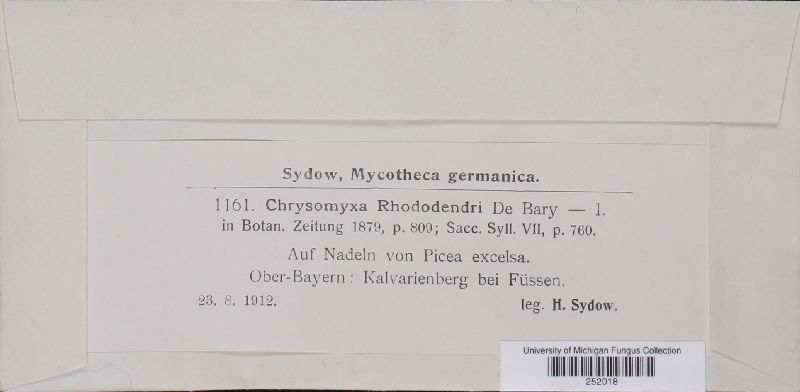 Sydow, Mycotheca germanica.
1161. Chrysomyxa Rhododendri De Bary — I.
in Botan. Zeitung 1879, p. 809; Sacc. Syll. VII, p. 760.
Auf Nadeln von Picea excelsa.
Ober-Bayern: Kalvarienberg bei Füssen.
23. 8. 1912. leg. H. Sydow.
University of Michigan Fungus Collection
252018